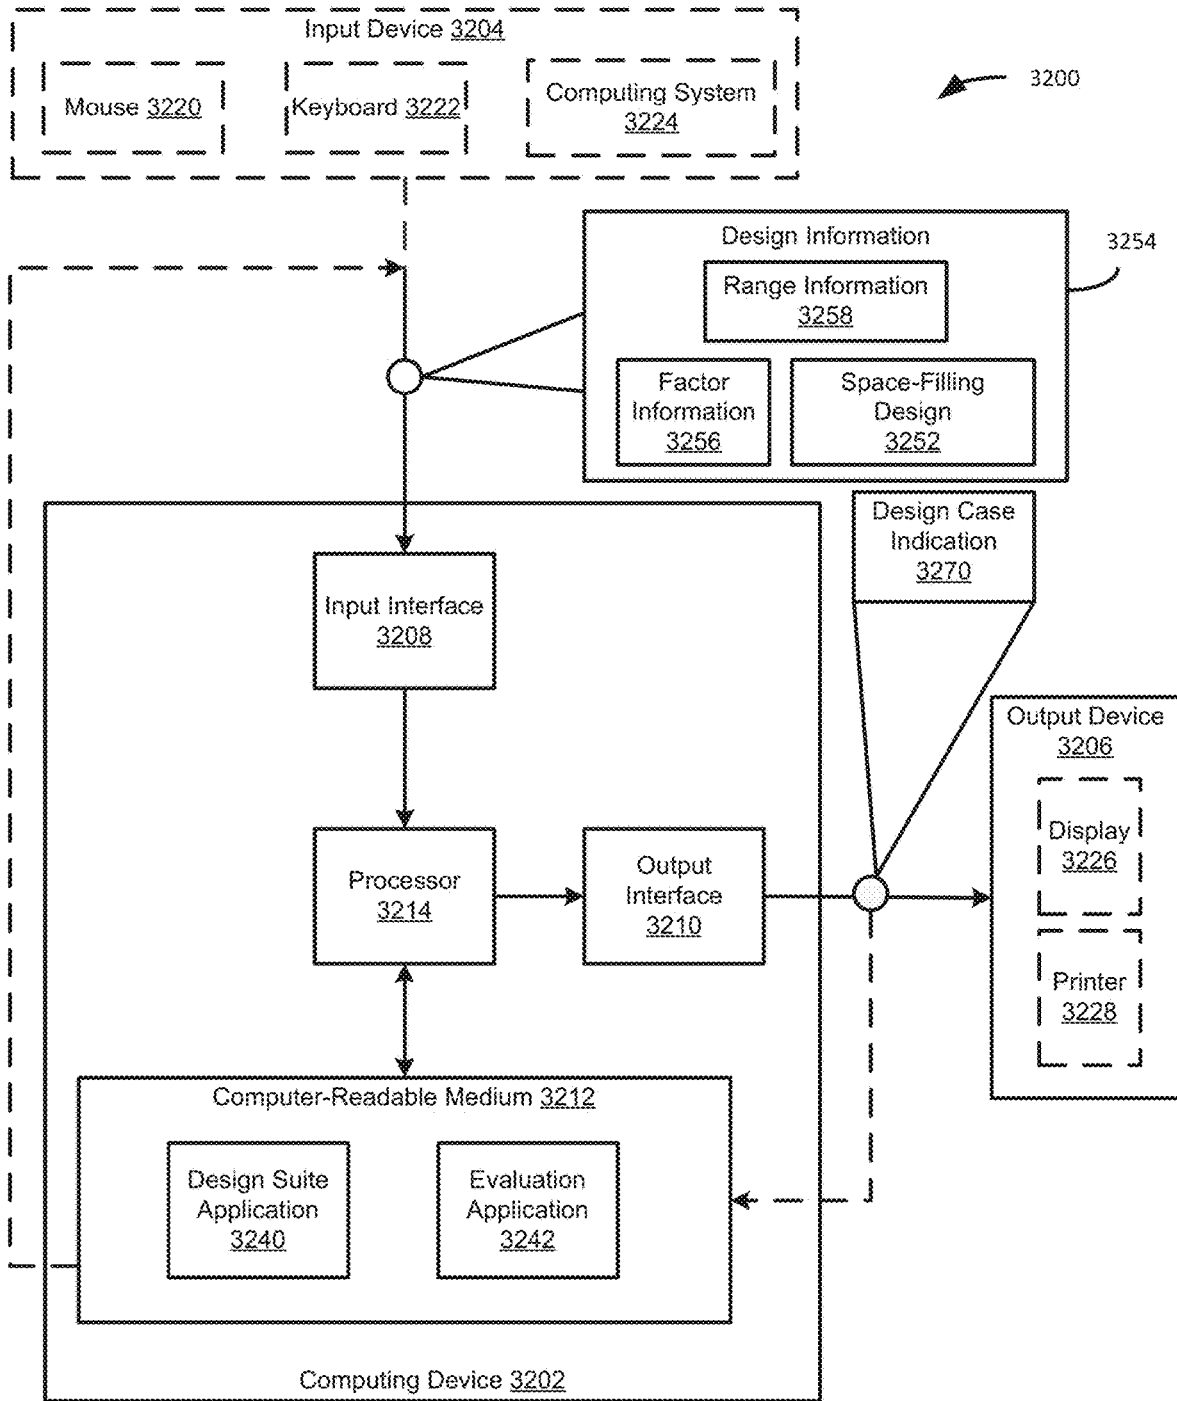 Input Device 3204
Mouse 3220
Keyboard 3222
Computing System
3224
3200
Design Information
3254
Range Information
3258
Factor
Information
3256
Space-Filling
Design
3252
Design Case
Indication
3270
Input Interface
3208
Output Device
3206
Display
3226
Printer
3228
Processor
3214
Output
Interface
3210
Computer-Readable Medium 3212
Design Suite
Application
3240
Evaluation
Application
3242
Computing Device 3202